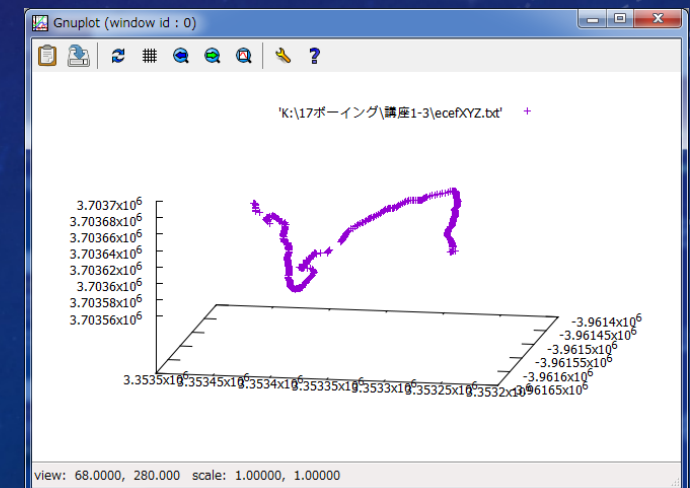 Gnuplot (window id : 0)
'K:\17ボーイング\講座1-3\ecefXYZ.txt'
3.7037x10^6
3.70368x10^6
3.70366x10^6
3.70364x10^6
3.70362x10^6
3.7036x10^6
3.70358x10^6
3.70356x10^6
-3.9614x10^6
-3.96145x10^6
-3.9615x10^6
-3.96155x10^6
-3.9616x10^6
-3.96165x10^6
3.3535x10^6 3.35345x10^6 3.3534x10^6 3.35335x10^6 3.3533x10^6 3.35325x10^6 3.3532x10^6
view: 68.0000, 280.000 scale: 1.00000, 1.00000